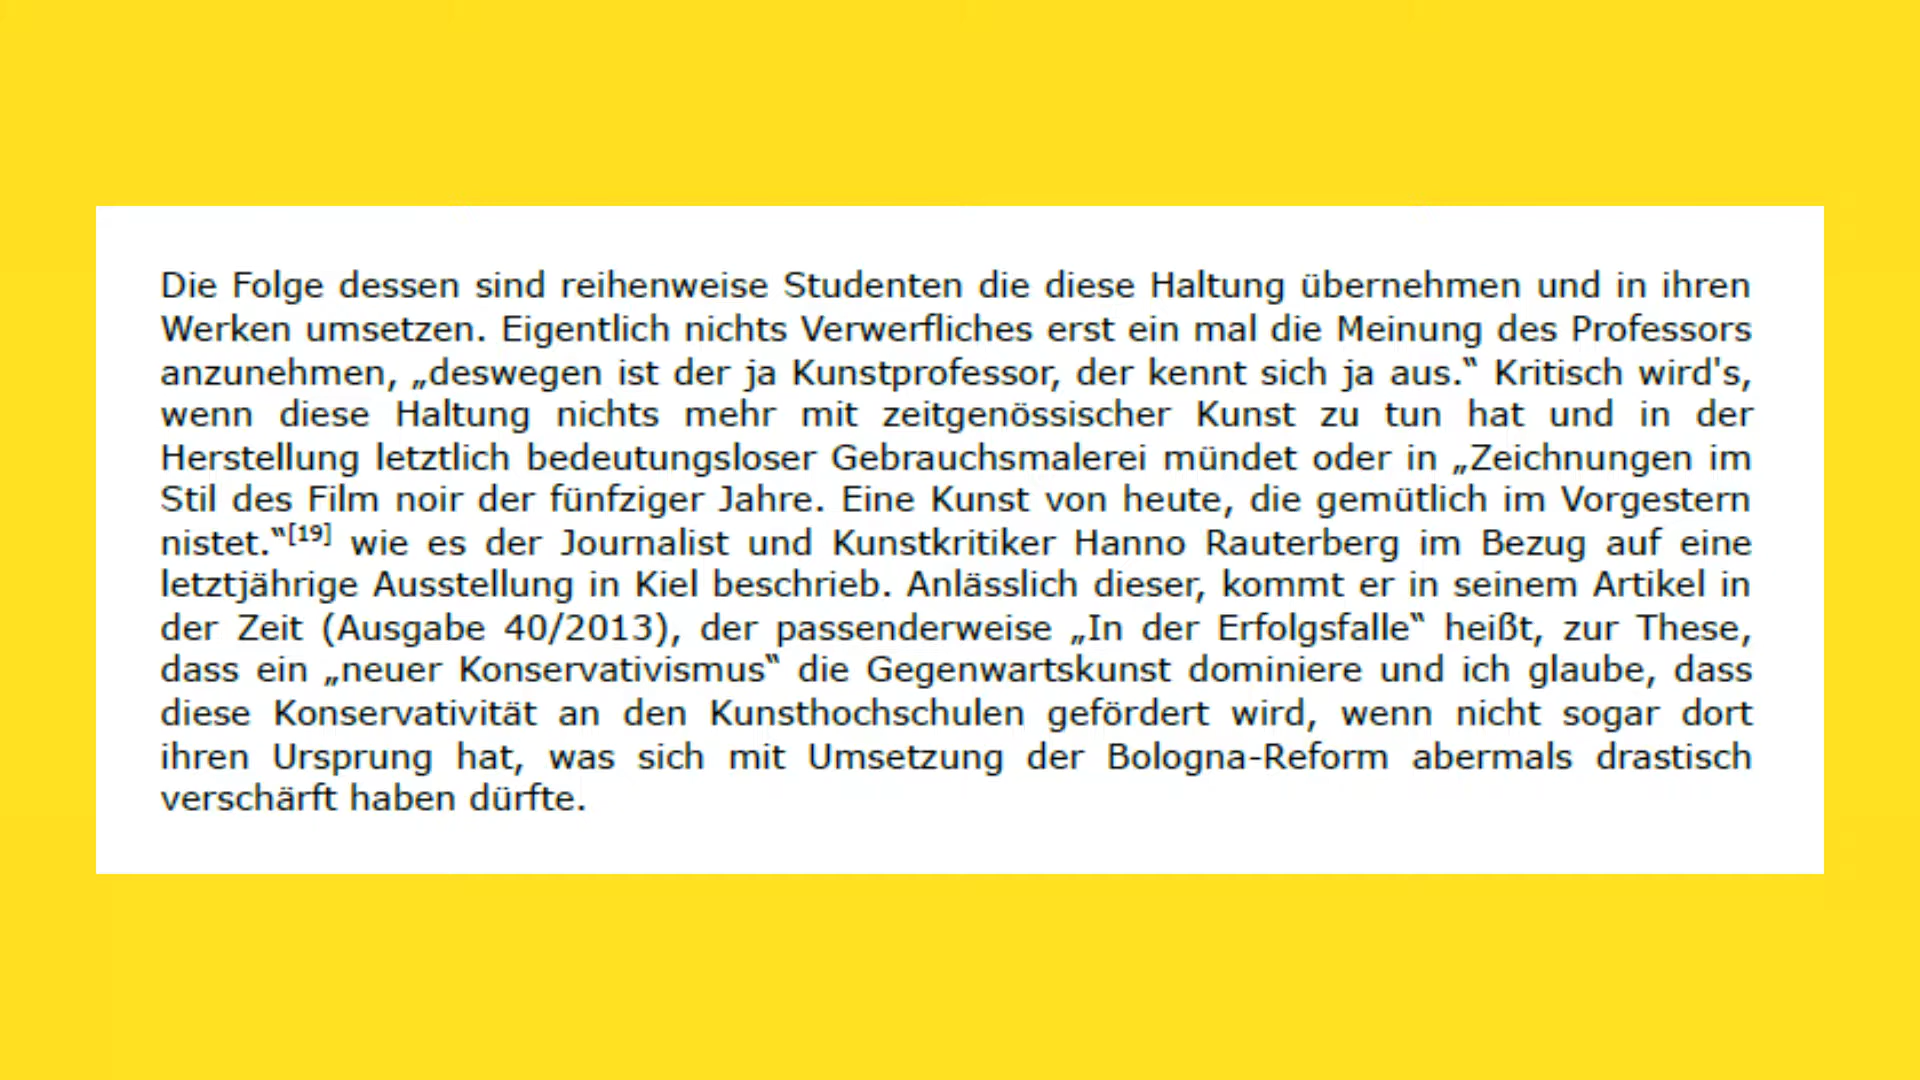 Die Folge dessen sind reihenweise Studenten die diese Haltung übernehmen und in ihren
Werken umsetzen. Eigentlich nichts Verwerfliches erst ein mal die Meinung des Professors
anzunehmen, „deswegen ist der ja Kunstprofessor, der kennt sich ja aus.‟ Kritisch wird's,
wenn diese Haltung nichts mehr mit zeitgenössischer Kunst zu tun hat und in der
Herstellung letztlich bedeutungsloser Gebrauchsmalerei mündet oder in „Zeichnungen im
Stil des Film noir der fünfziger Jahre. Eine Kunst von heute, die gemütlich im Vorgestern
nistet.‟[19] wie es der Journalist und Kunstkritiker Hanno Rauterberg im Bezug auf eine
letztjährige Ausstellung in Kiel beschrieb. Anlässlich dieser, kommt er in seinem Artikel in
der Zeit (Ausgabe 40/2013), der passenderweise „In der Erfolgsfalle‟ heißt, zur These,
dass ein „neuer Konservativismus‟ die Gegenwartskunst dominiere und ich glaube, dass
diese Konservativität an den Kunsthochschulen gefördert wird, wenn nicht sogar dort
ihren Ursprung hat, was sich mit Umsetzung der Bologna-Reform abermals drastisch
verschärft haben dürfte.